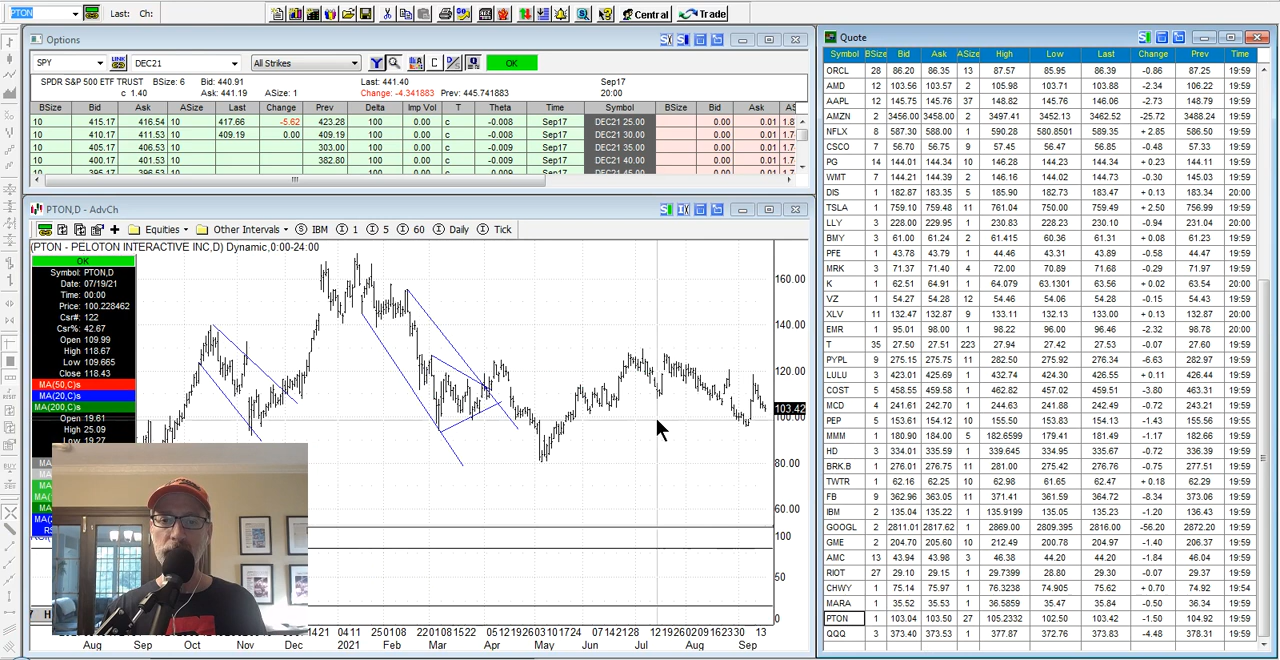 PTON Last: Ch: Central Trade
Options
SPY LINK DEC21 All Strikes C OK
SPDR S&P 500 ETF TRUST BSize: 6 Bid: 440.91 Last: 441.40 Sep17
c 1.40 Ask: 441.19 ASize: 1 Change: -4.341883 Prev: 445.741883 20:00
BSize Bid Ask ASize Last Change Prev Delta Imp Vol T Theta Time Symbol BSize Bid Ask AS
10 415.17 416.54 10 417.66 -5.62 423.28 100 0.00 c -0.008 Sep17 DEC21 25.00 0.00 0.01 1.8
10 410.17 411.53 10 409.19 0.00 409.19 100 0.00 c -0.008 Sep17 DEC21 30.00 0.00 0.01
10 405.17 406.53 10 303.00 100 0.00 c -0.009 Sep17 DEC21 35.00 0.00 0.01
10 400.17 401.53 10 382.80 100 0.00 c -0.009 Sep17 DEC21 40.00 0.00 0.01
10 395.17 396.53 10 100 0.00 c -0.009 Sep17 DEC21 45.00 0.00 0.01
PTON,D - AdvCh
Equities Other Intervals IBM 1 5 60 Daily Tick
(PTON - PELOTON INTERACTIVE INC,D) Dynamic,0:00-24:00
OK
Symbol: PTON,D
Date: 07/19/21
Time: 00:00
Price: 100.228462
Csr#: 122
Csr%: 42.67
Open 109.99
High 118.67
Low 109.665
Close 118.43
MA(50,C)s
MA(20,C)s
MA(200,C)s
Open 19.61
High 25.09
Low 19.27
160.00
140.00
120.00
103.42
100.00
80.00
60.00
100
50
0
Aug Sep Oct Nov Dec 2021 Feb Mar Apr May Jun Jul Aug Sep
Quote
Symbol BSize Bid Ask ASize High Low Last Change Prev Time
ORCL 28 86.20 86.35 13 87.57 85.95 86.39 -0.86 87.25 19:59
AMD 12 103.56 103.57 2 105.98 103.71 103.88 -2.34 106.22 19:59
AAPL 12 145.75 145.76 37 148.82 145.76 146.06 -2.73 148.79 19:59
AMZN 2 3456.00 3458.00 2 3497.41 3452.13 3462.52 -25.72 3488.24 19:59
NFLX 8 587.30 588.00 1 590.28 580.8501 589.35 + 2.85 586.50 19:59
CSCO 7 56.70 56.75 9 57.45 56.47 56.85 -0.48 57.33 19:59
PG 14 144.01 144.34 10 146.28 144.23 144.34 + 0.23 144.11 19:59
WMT 7 144.21 144.39 2 146.16 144.02 144.73 -0.30 145.03 19:59
DIS 1 182.87 183.35 5 185.90 182.73 183.47 + 0.13 183.34 20:00
TSLA 1 759.10 759.48 18 761.04 750.00 759.49 + 2.50 756.99 19:59
LLY 3 228.00 229.95 1 230.83 228.23 230.10 -0.94 231.04 20:00
BMY 3 61.00 61.24 2 61.415 60.36 61.31 + 0.08 61.23 19:59
PFE 1 43.78 43.79 1 44.46 43.31 43.89 -0.58 44.47 19:59
MRK 3 71.37 71.40 4 72.00 70.89 71.68 -0.29 71.97 19:59
K 3 62.51 64.91 1 64.079 63.1301 63.56 + 0.02 63.54 19:59
VZ 1 54.27 54.28 12 54.46 54.06 54.28 -0.15 54.43 19:59
XLV 11 132.47 132.87 9 133.11 132.13 133.00 + 0.13 132.87 20:00
EMR 1 95.01 98.00 1 98.22 96.00 96.46 -2.32 98.78 20:00
T 35 27.50 27.51 223 27.94 27.42 27.53 -0.07 27.60 19:59
PYPL 9 275.15 275.75 11 282.50 275.92 276.34 -6.63 282.97 19:59
LULU 3 423.01 425.69 1 432.74 424.30 426.55 + 0.11 426.44 19:59
COST 5 458.55 459.58 1 462.82 457.02 459.51 -3.80 463.31 19:59
MCD 4 241.61 242.70 1 244.63 241.88 242.49 -0.72 243.21 19:59
PEP 5 153.61 154.12 10 155.50 153.83 154.13 -1.43 155.56 19:59
MMM 1 180.90 184.00 5 182.6599 179.41 181.49 -1.17 182.66 19:59
HD 3 334.01 335.59 1 339.645 334.95 335.67 -0.72 336.39 19:59
BRK.B 1 276.01 276.75 11 281.00 275.42 276.76 -0.75 277.51 19:59
TWTR 12 62.16 62.25 10 62.98 61.65 62.47 + 0.18 62.29 19:59
FB 9 362.96 363.05 11 371.41 361.59 364.72 -8.34 373.06 19:59
IBM 2 135.04 135.22 1 135.9199 135.05 135.23 -1.20 136.43 19:59
GOOGL 2 2811.01 2817.62 1 2869.00 2809.395 2816.00 -56.20 2872.20 19:59
GME 2 204.70 205.60 10 212.49 200.78 204.97 -1.40 206.37 19:59
AMC 13 43.94 43.98 3 46.38 44.20 44.20 -1.84 46.04 19:59
RIOT 27 29.10 29.15 1 29.7399 28.80 29.30 -0.07 29.37 19:59
CHWY 1 75.14 75.97 1 76.3234 74.905 75.62 + 0.70 74.92 19:54
MARA 1 35.52 35.53 1 36.5859 35.47 35.84 -0.50 36.34 19:59
PTON 1 103.04 103.50 27 105.2332 102.50 103.42 -1.50 104.92 19:59
QQQ 3 373.40 373.53 1 377.87 372.76 373.83 -4.48 378.31 19:59